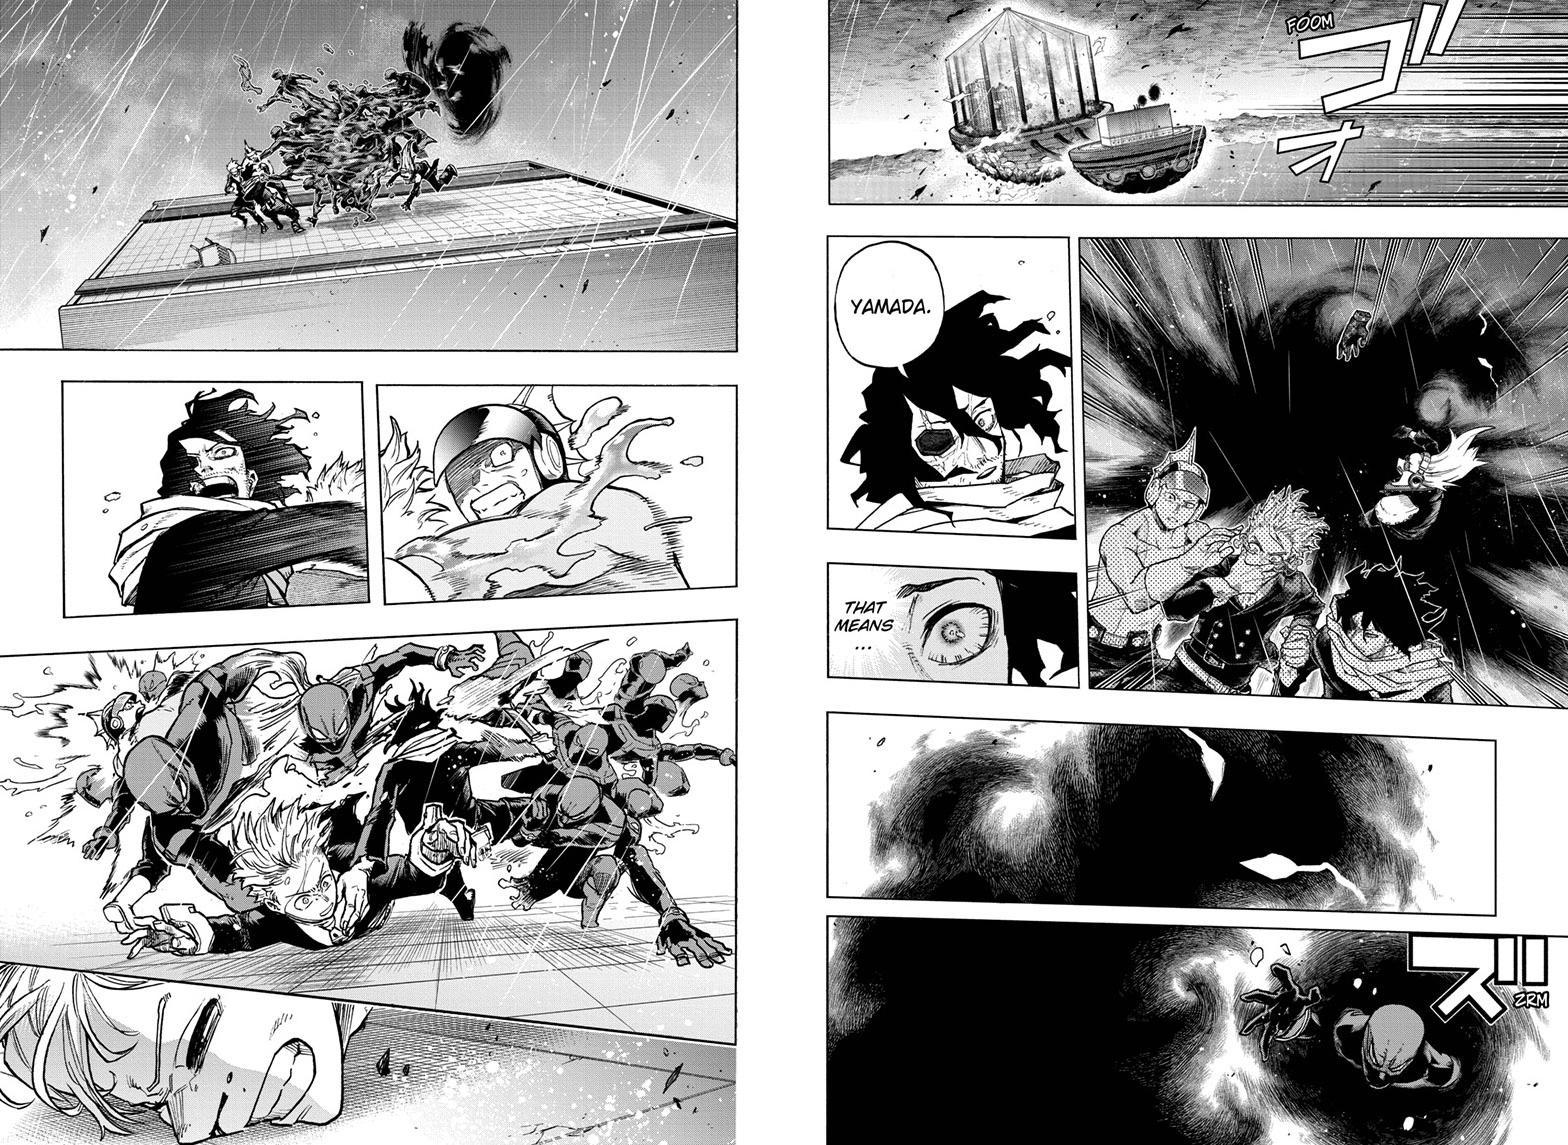 FOOM
ゴ
オ
YAMADA.
THAT
MEANS
...
ズ
ZRM